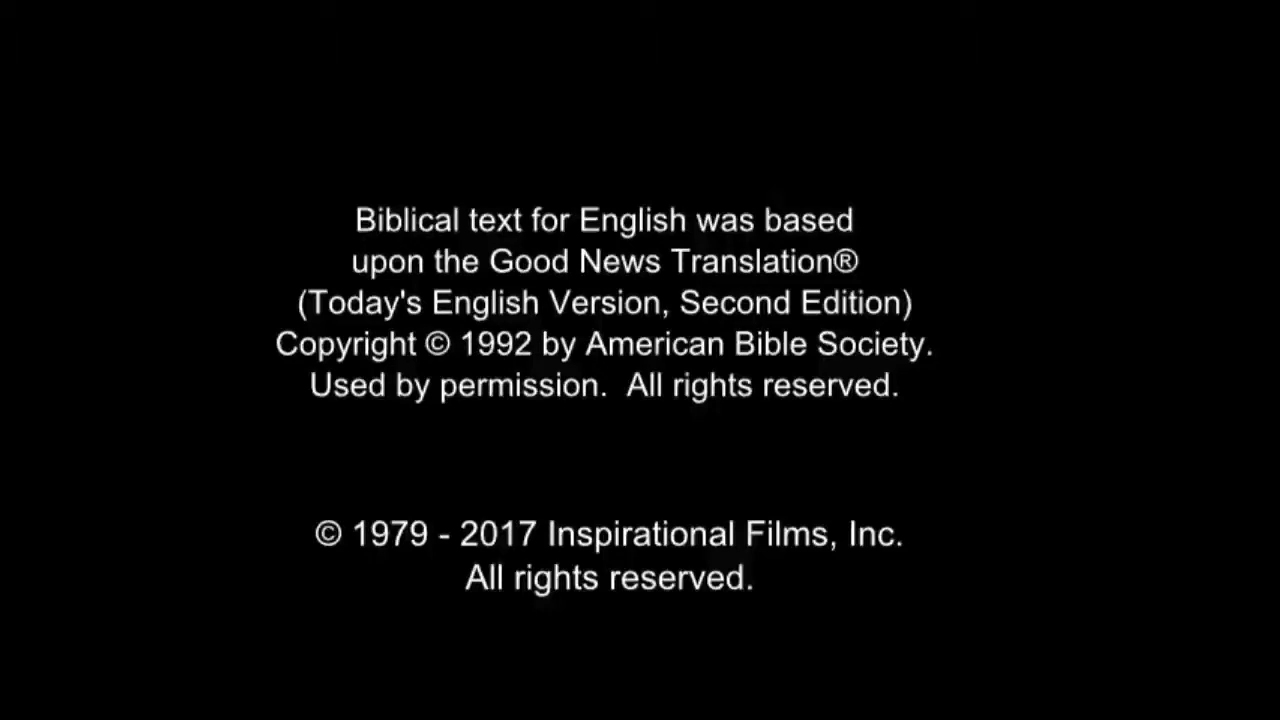 Biblical text for English was based
upon the Good News Translation®
(Today's English Version, Second Edition)
Copyright © 1992 by American Bible Society.
Used by permission.  All rights reserved.
© 1979 - 2017 Inspirational Films, Inc.
All rights reserved.